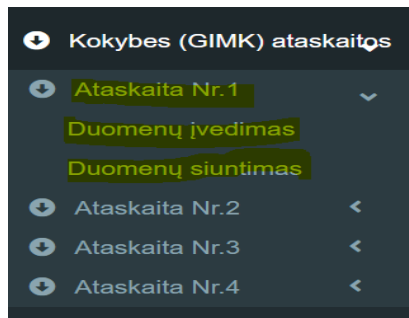 Kokybes (GIMK) ataskaitos
Ataskaita Nr.1
Duomenų įvedimas
Duomenų siuntimas
Ataskaita Nr.2
Ataskaita Nr.3
Ataskaita Nr.4